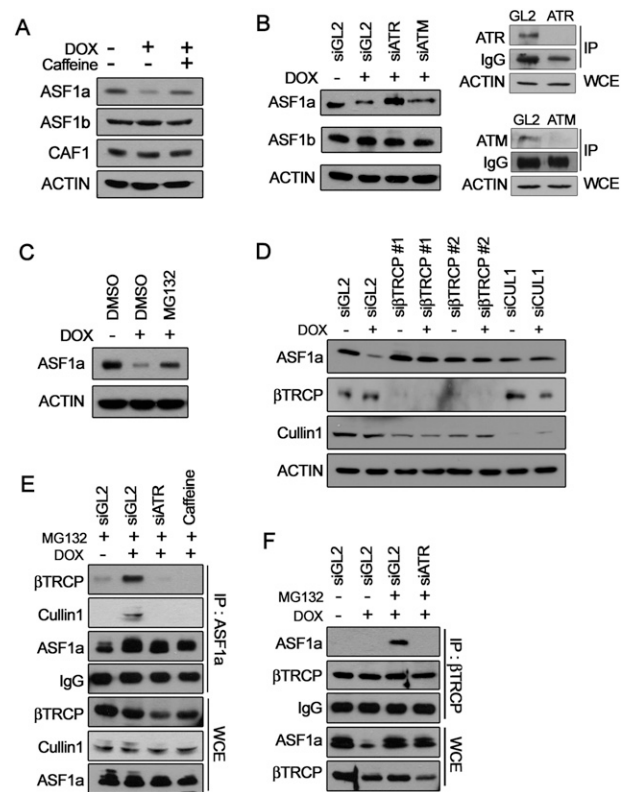 A
DOX - + +
Caffeine +
ASF1a
ASF1b
CAF1
ACTIN
B
siGL2 siGL2 siATR siATM
DOX - + + +
ASF1a
ASF1b
ACTIN
GL2 ATR
ATR
IgG
IP
ACTIN
WCE
GL2 ATM
ATM
IgG
IP
ACTIN
WCE
C
DMSO DMSO MG132
DOX - + +
ASF1a
ACTIN
D
siGL2 siGL2 siβTRCP #1 siβTRCP #1 siβTRCP #2 siβTRCP #2 siCUL1 siCUL1
DOX - + - + - + - +
ASF1a
βTRCP
Cullin1
ACTIN
E
siGL2 siGL2 siATR Caffeine
MG132 + + + +
DOX - + + +
βTRCP
Cullin1
ASF1a
IgG
IP : ASF1a
βTRCP
Cullin1
ASF1a
WCE
F
siGL2 siGL2 siGL2 siATR
MG132 - - + +
DOX - + + +
ASF1a
βTRCP
IgG
IP : βTRCP
ASF1a
βTRCP
WCE